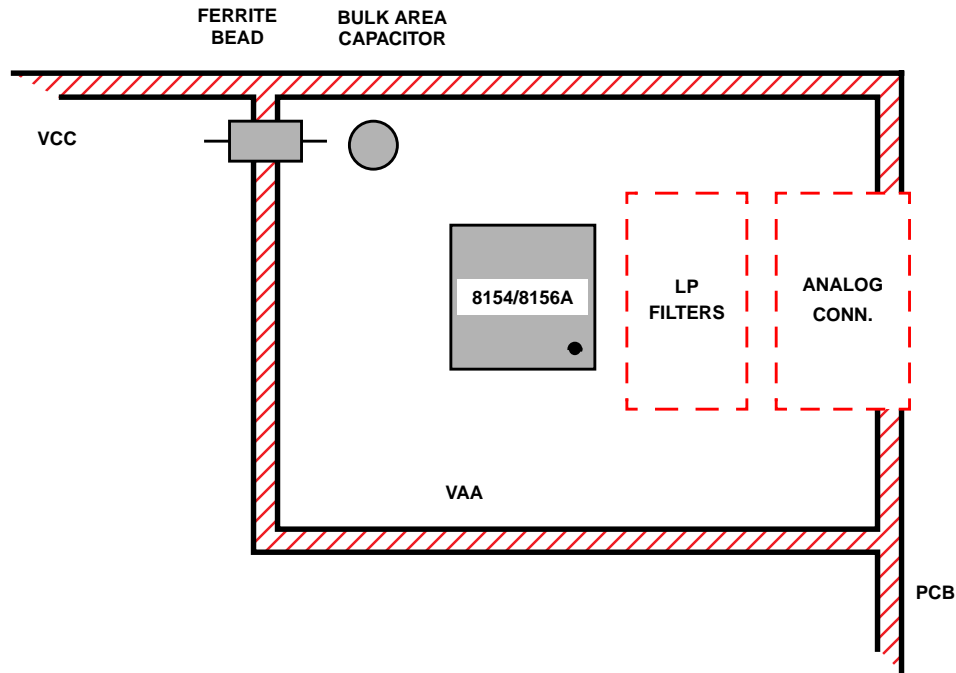 FERRITE
BEAD
BULK AREA
CAPACITOR
VCC
8154/8156A
LP
FILTERS
ANALOG
CONN.
VAA
PCB